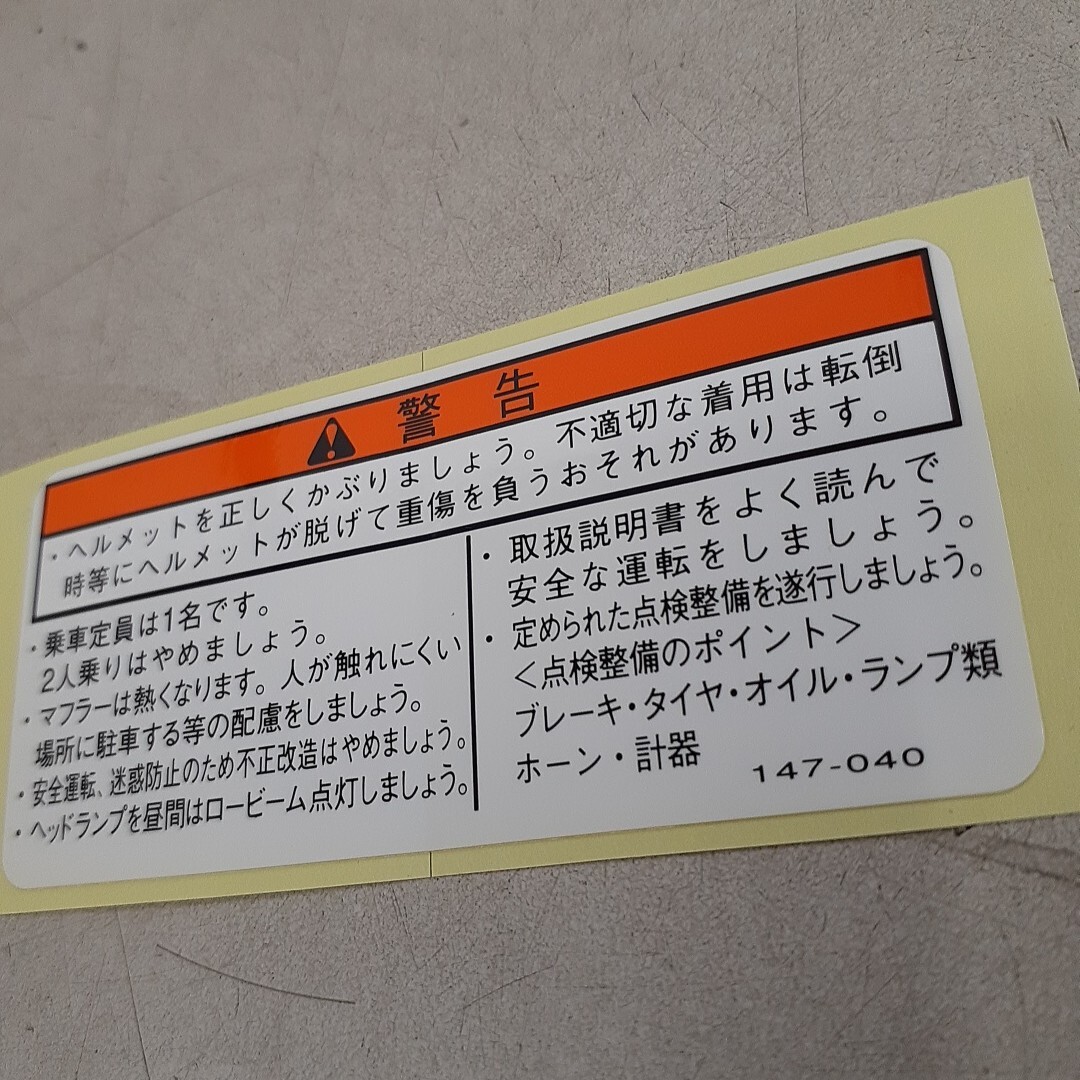 警告
・ヘルメットを正しくかぶりましょう。不適切な着用は転倒
時等にヘルメットが脱げて重傷を負うおそれがあります。
・乗車定員は1名です。
2人乗りはやめましょう。
・マフラーは熱くなります。人が触れにくい
場所に駐車する等の配慮をしましょう。
・安全運転、迷惑防止のため不正改造はやめましょう。
・ヘッドランプを昼間はロービーム点灯しましょう。
・取扱説明書をよく読んで
安全な運転をしましょう。
・定められた点検整備を遂行しましょう。
＜点検整備のポイント＞
ブレーキ・タイヤ・オイル・ランプ類
ホーン・計器
147-040